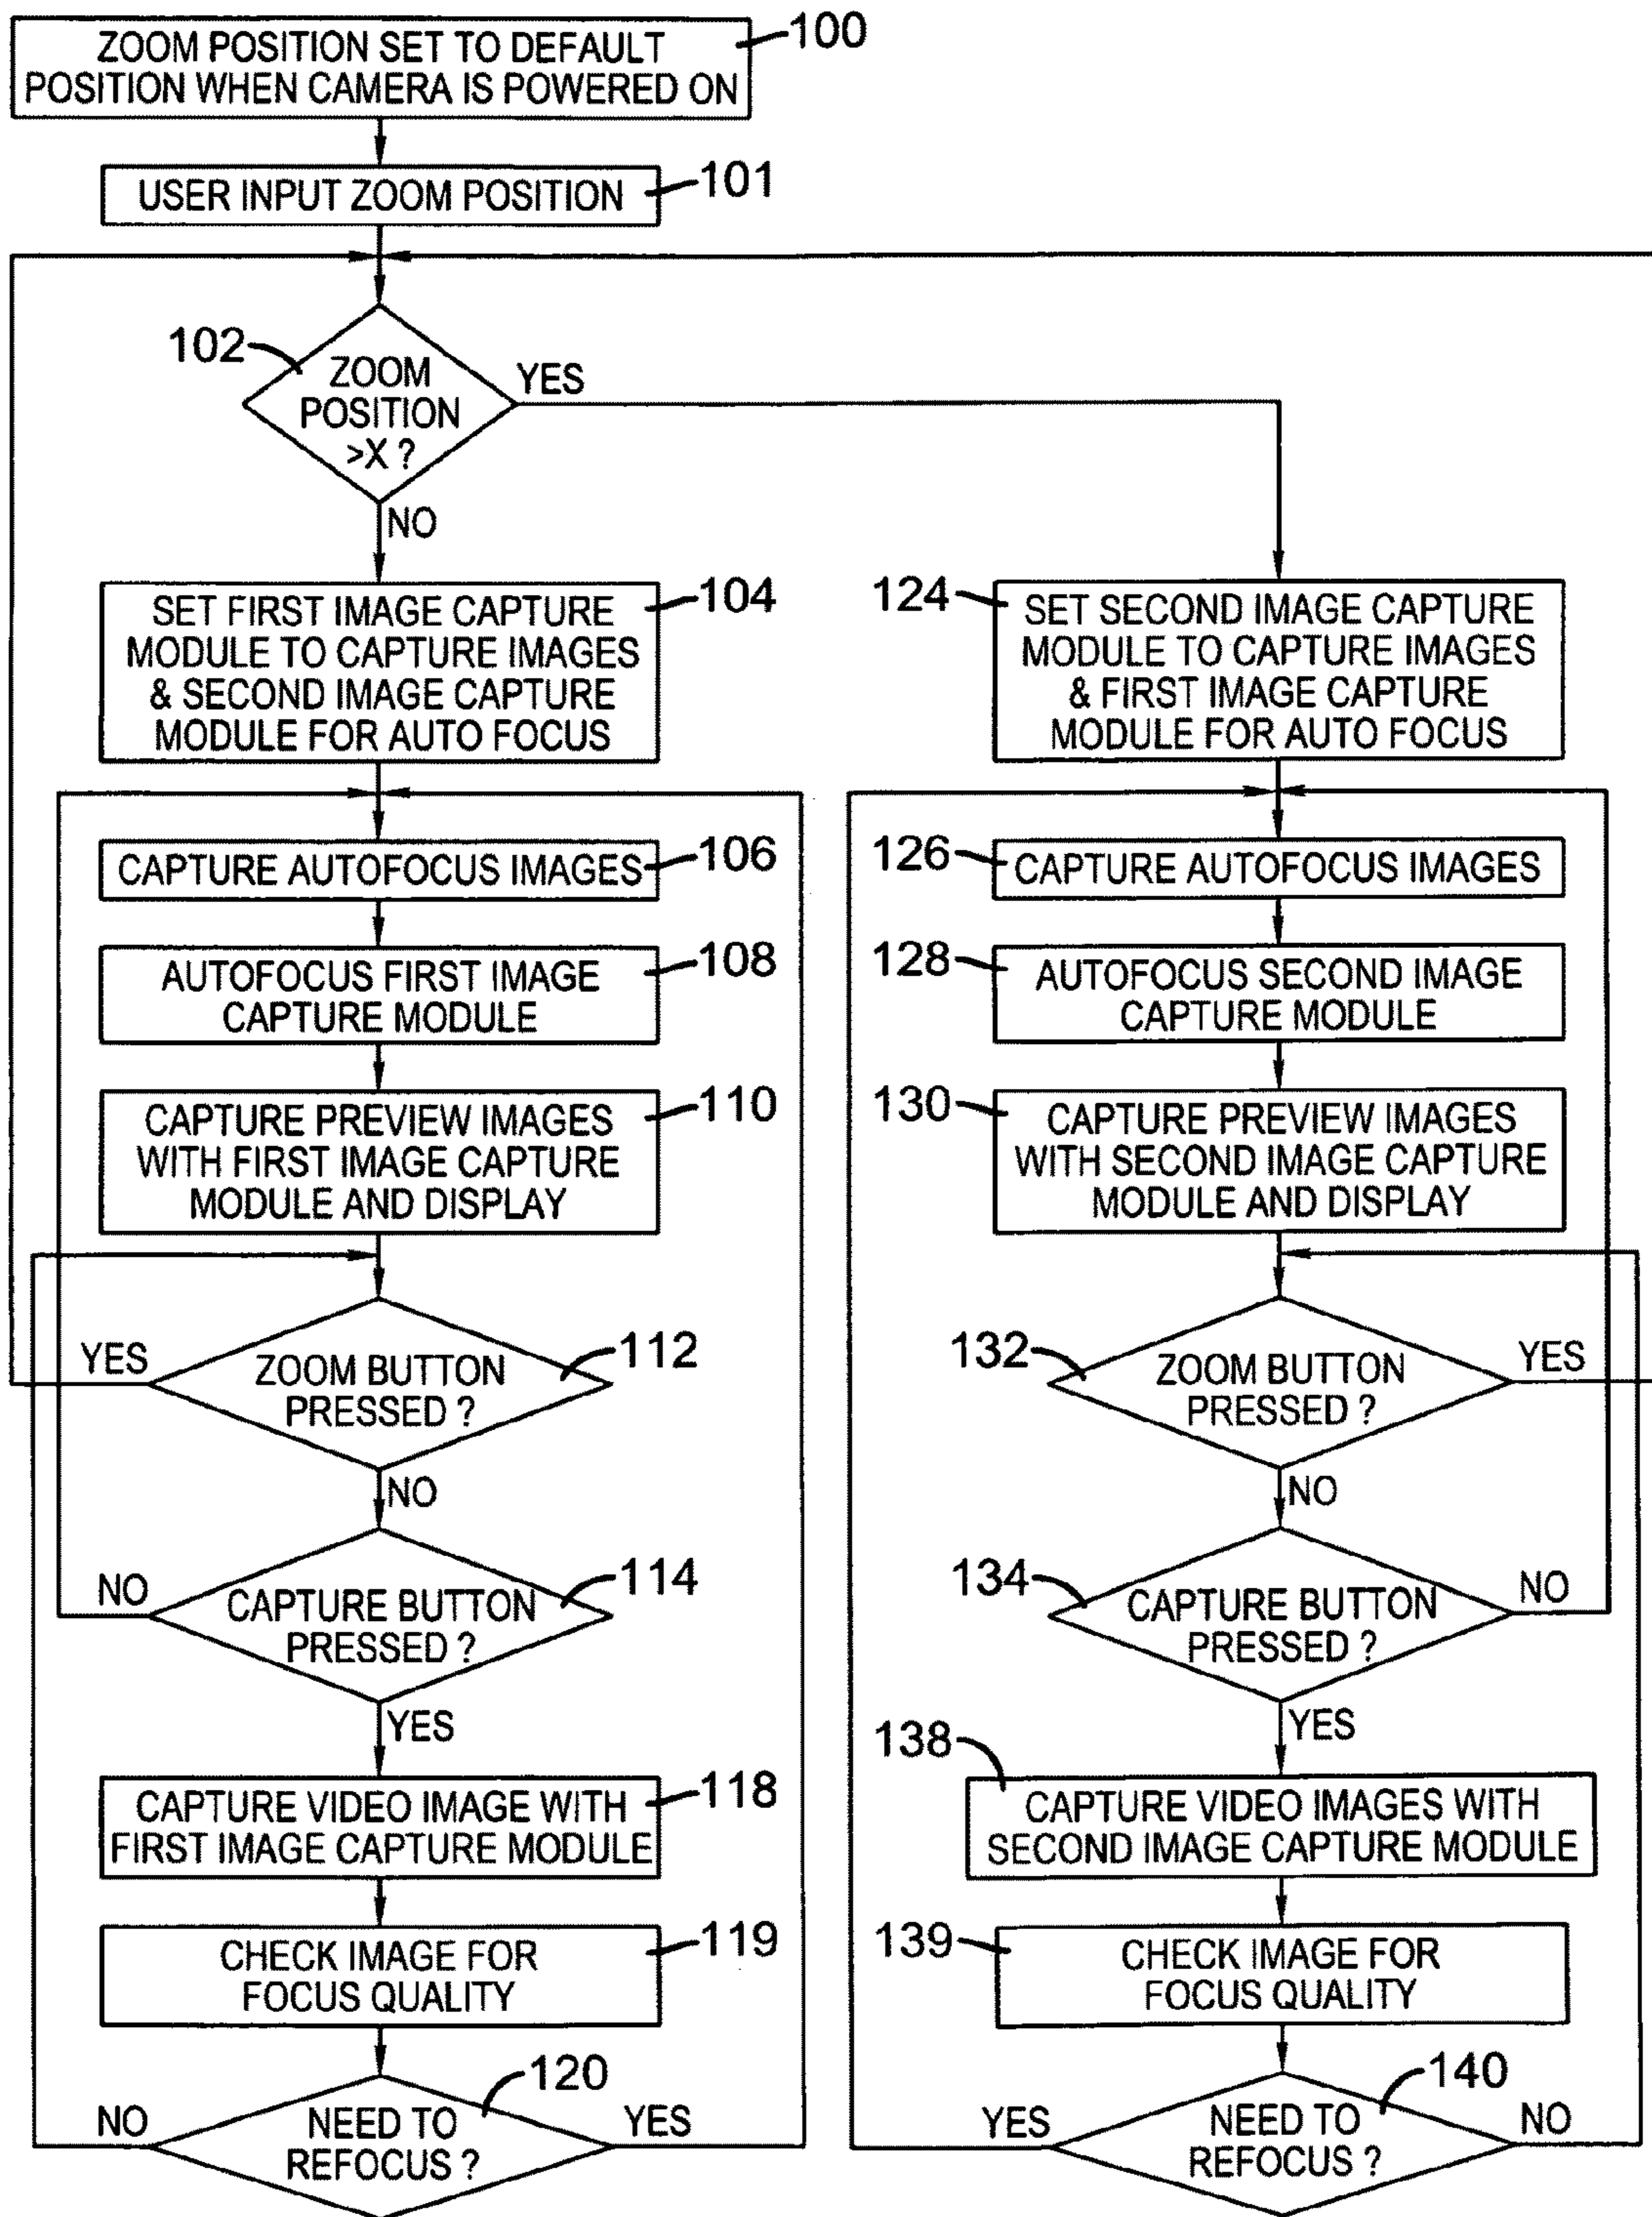 ZOOM POSITION SET TO DEFAULT
POSITION WHEN CAMERA IS POWERED ON
100
USER INPUT ZOOM POSITION
101
102
ZOOM
POSITION
>X ?
YES
NO
SET FIRST IMAGE CAPTURE
MODULE TO CAPTURE IMAGES
& SECOND IMAGE CAPTURE
MODULE FOR AUTO FOCUS
104
CAPTURE AUTOFOCUS IMAGES
106
AUTOFOCUS FIRST IMAGE
CAPTURE MODULE
108
CAPTURE PREVIEW IMAGES
WITH FIRST IMAGE CAPTURE
MODULE AND DISPLAY
110
YES
ZOOM BUTTON
PRESSED ?
112
NO
NO
CAPTURE BUTTON
PRESSED ?
114
YES
CAPTURE VIDEO IMAGE WITH
FIRST IMAGE CAPTURE MODULE
118
CHECK IMAGE FOR
FOCUS QUALITY
119
NO
NEED TO
REFOCUS ?
120
YES
124
SET SECOND IMAGE CAPTURE
MODULE TO CAPTURE IMAGES
& FIRST IMAGE CAPTURE
MODULE FOR AUTO FOCUS
126
CAPTURE AUTOFOCUS IMAGES
128
AUTOFOCUS SECOND IMAGE
CAPTURE MODULE
130
CAPTURE PREVIEW IMAGES
WITH SECOND IMAGE CAPTURE
MODULE AND DISPLAY
132
ZOOM BUTTON
PRESSED ?
YES
NO
134
CAPTURE BUTTON
PRESSED ?
NO
YES
138
CAPTURE VIDEO IMAGES WITH
SECOND IMAGE CAPTURE MODULE
139
CHECK IMAGE FOR
FOCUS QUALITY
140
YES
NEED TO
REFOCUS ?
NO